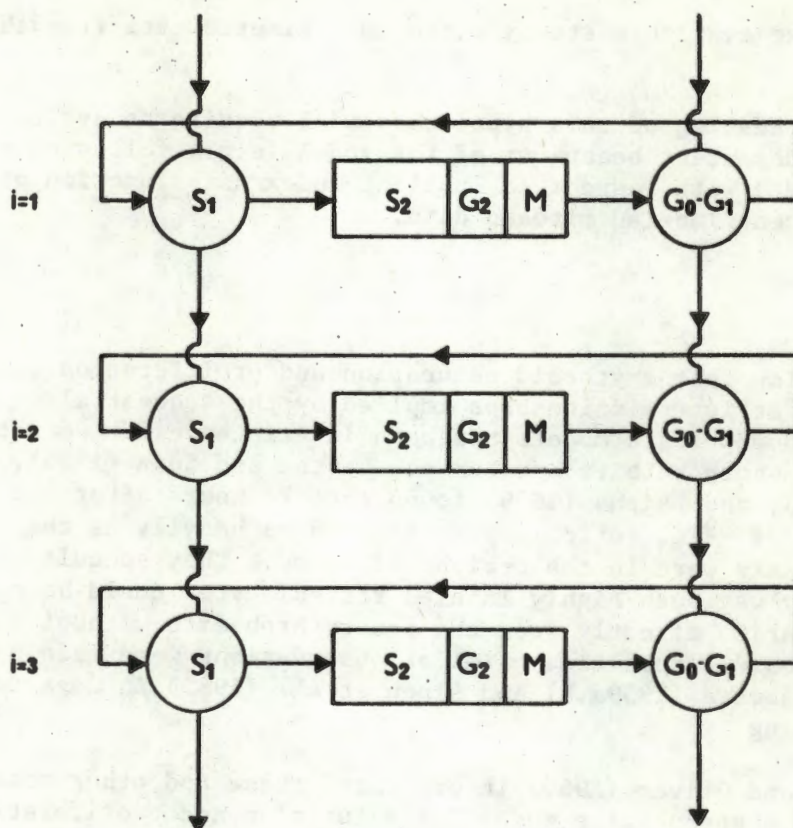 i=1 S₁ S₂ G₂ M G₀-G₁
i=2 S₁ S₂ G₂ M G₀-G₁
i=3 S₁ S₂ G₂ M G₀-G₁